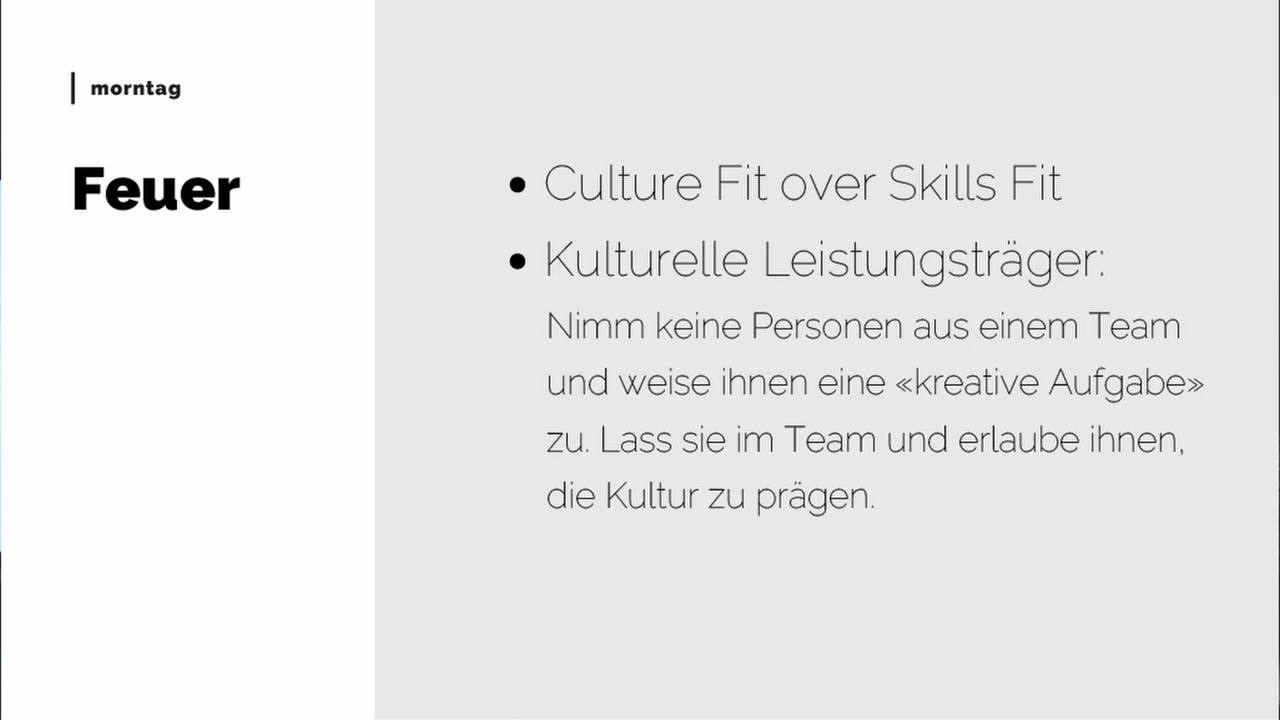 morntag
Feuer
• Culture Fit over Skills Fit
• Kulturelle Leistungsträger:
Nimm keine Personen aus einem Team
und weise ihnen eine «kreative Aufgabe»
zu. Lass sie im Team und erlaube ihnen,
die Kultur zu prägen.